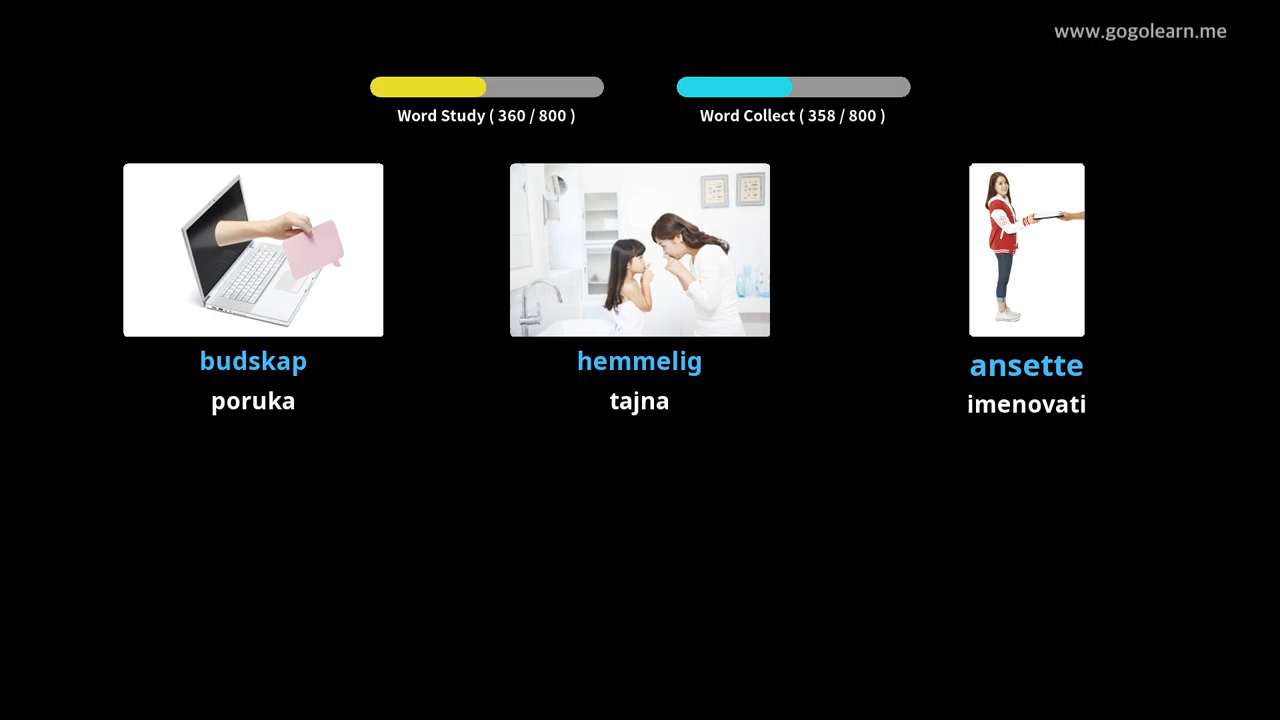 www.gogolearn.me
Word Study ( 360 / 800 )
Word Collect ( 358 / 800 )
budskap
poruka
hemmelig
tajna
ansette
imenovati